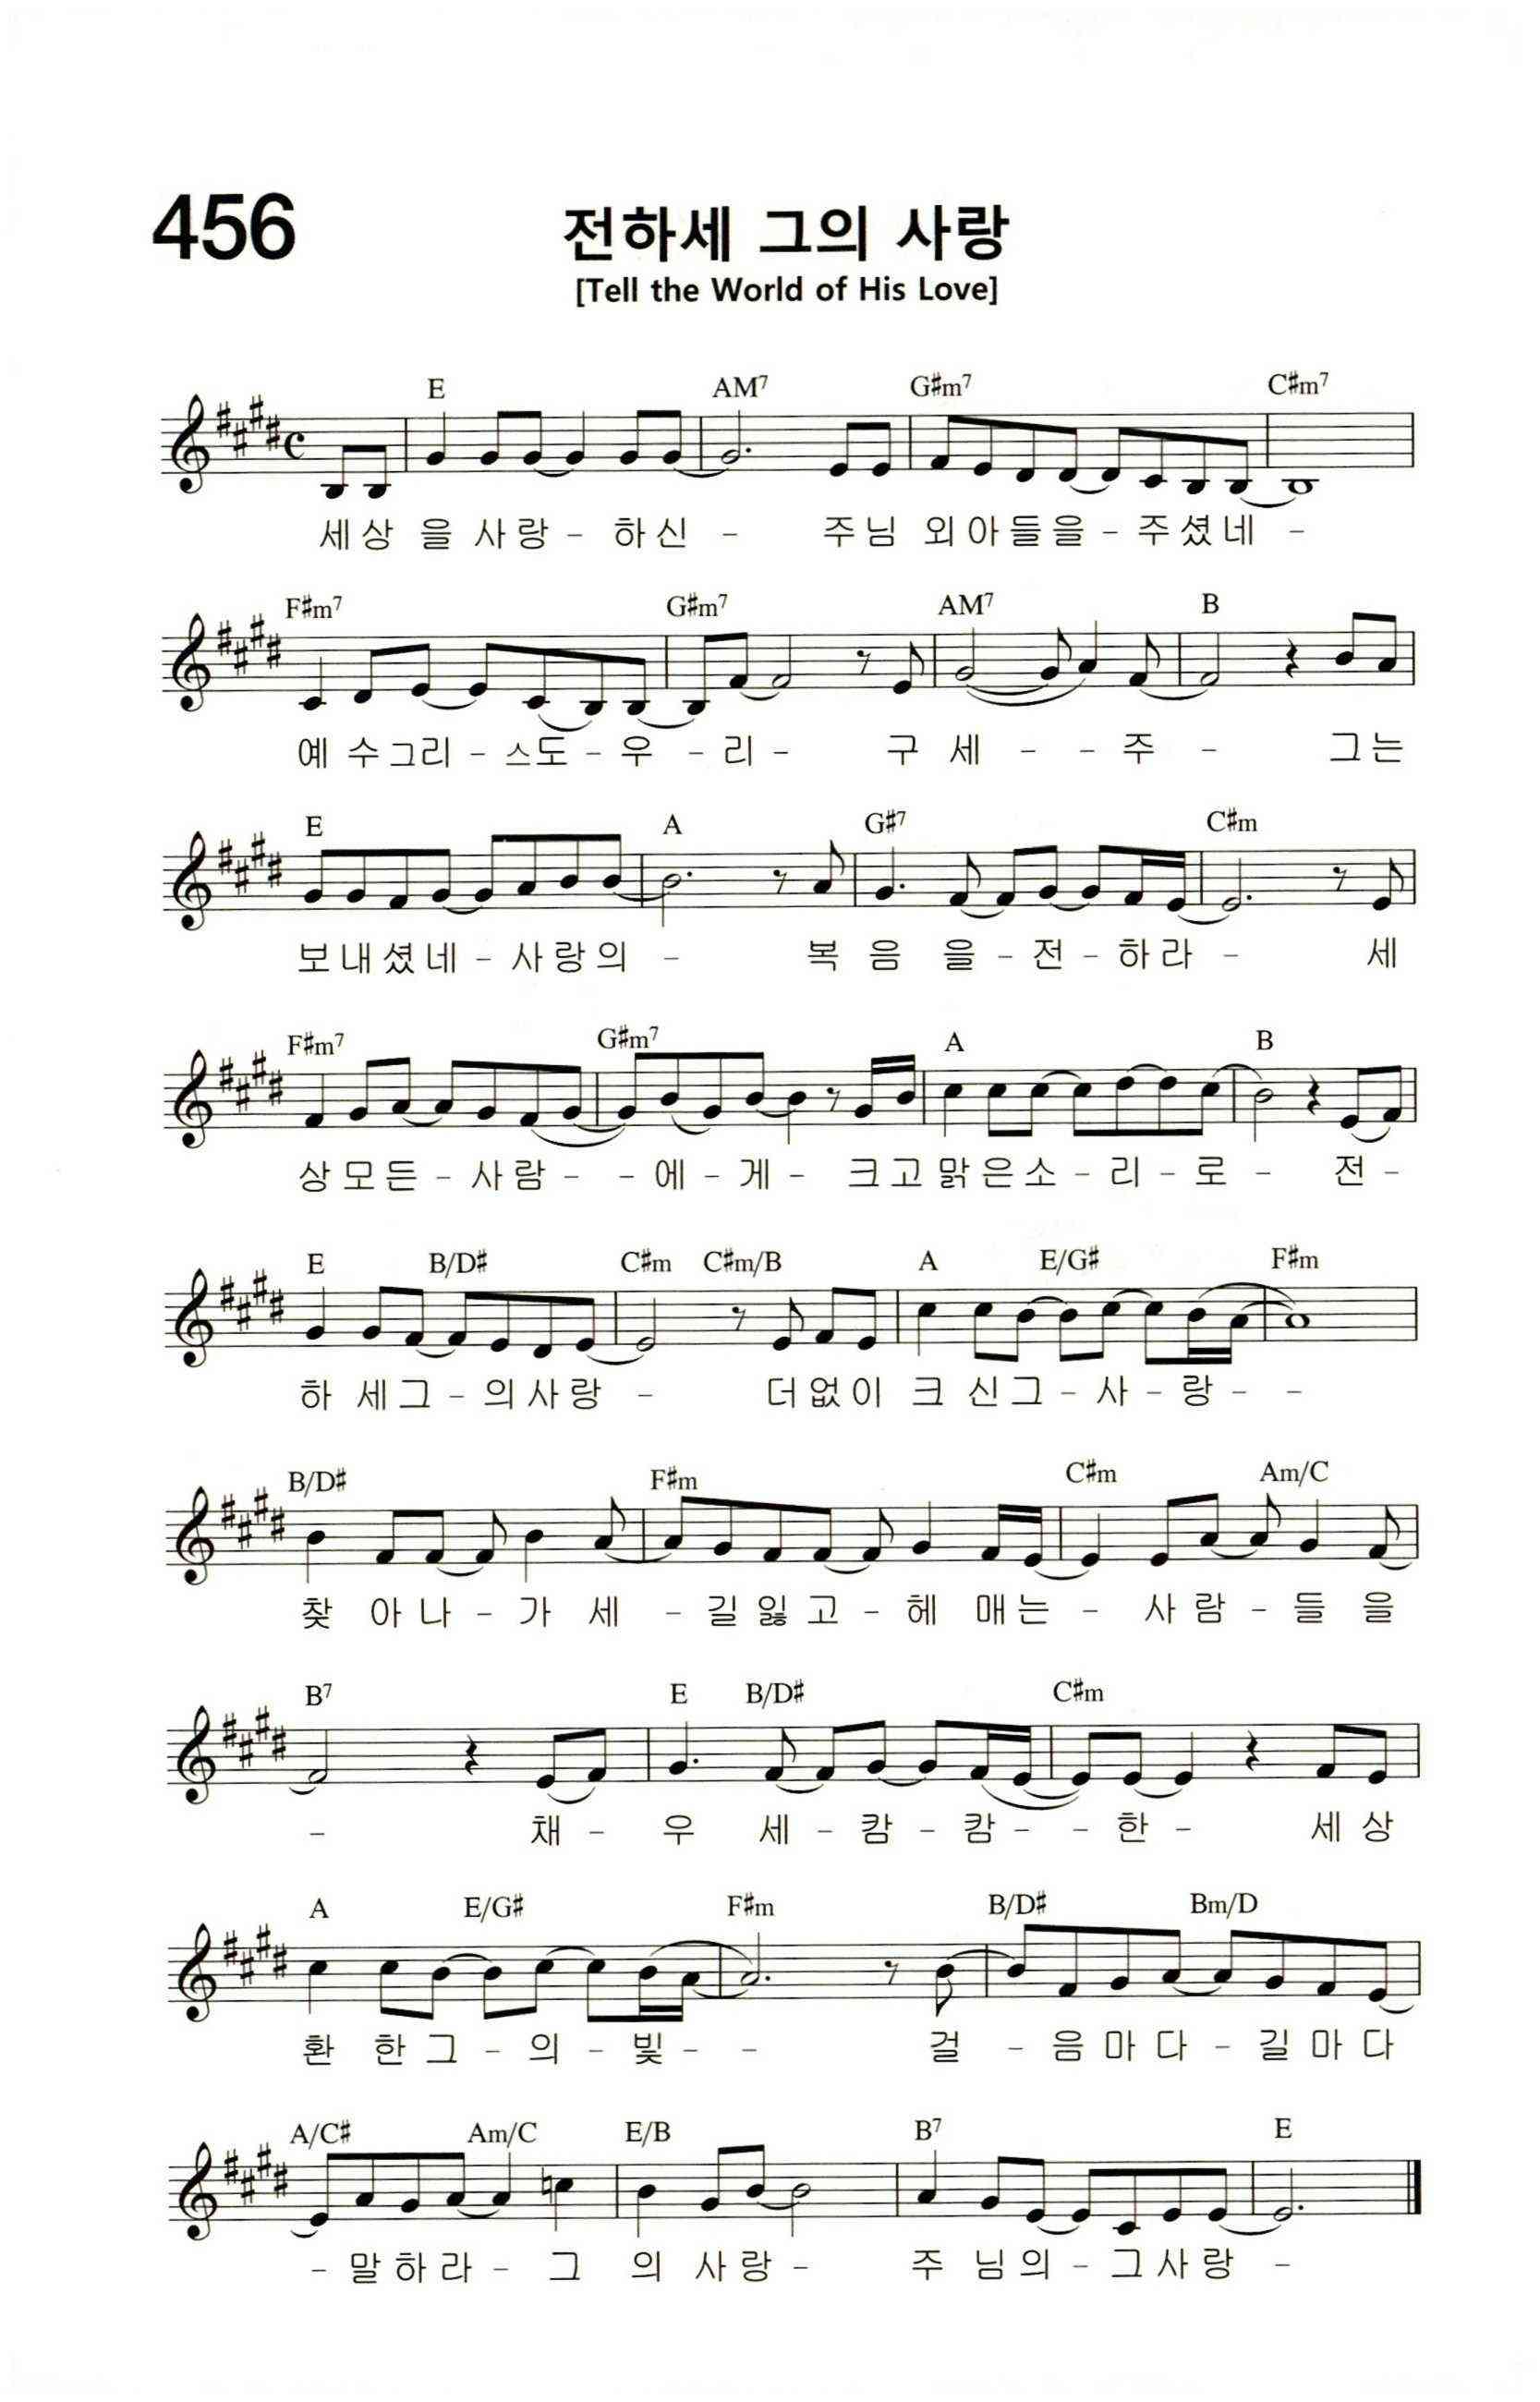 456
전하세 그의 사랑
[Tell the World of His Love]
E AM7 G#m7 C#m7
세상 을 사랑 - 하신 - 주님 외아들을 - 주셨네 -
F#m7 G#m7 AM7 B
예 수그리 - 스도 - 우 - 리 - 구 세 - - 주 - 그는
E A G#7 C#m
보내셨네 - 사랑의 - 복 음 을 - 전 - 하라 - 세
F#m7 G#m7 A B
상 모든 - 사람 - - 에 - 게 - 크고 맑은소 - 리 - 로 - 전 -
E B/D# C#m C#m/B A E/G# F#m
하 세그 - 의사랑 - 더없이 크 신그 - 사 - 랑 - -
B/D# F#m C#m Am/C
찾 아나 - 가 세 - 길잃고 - 헤 매는 - 사람 - 들 을
B7 E B/D# C#m
- 채 - 우 세 - 캄 - 캄 - - 한 - 세상
A E/G# F#m B/D# Bm/D
환 한그 - 의 - 빛 - - 걸 - 음마다 - 길마다
A/C# Am/C E/B B7 E
- 말하라 - 그 의 사랑 - 주 님의 - 그사랑 -